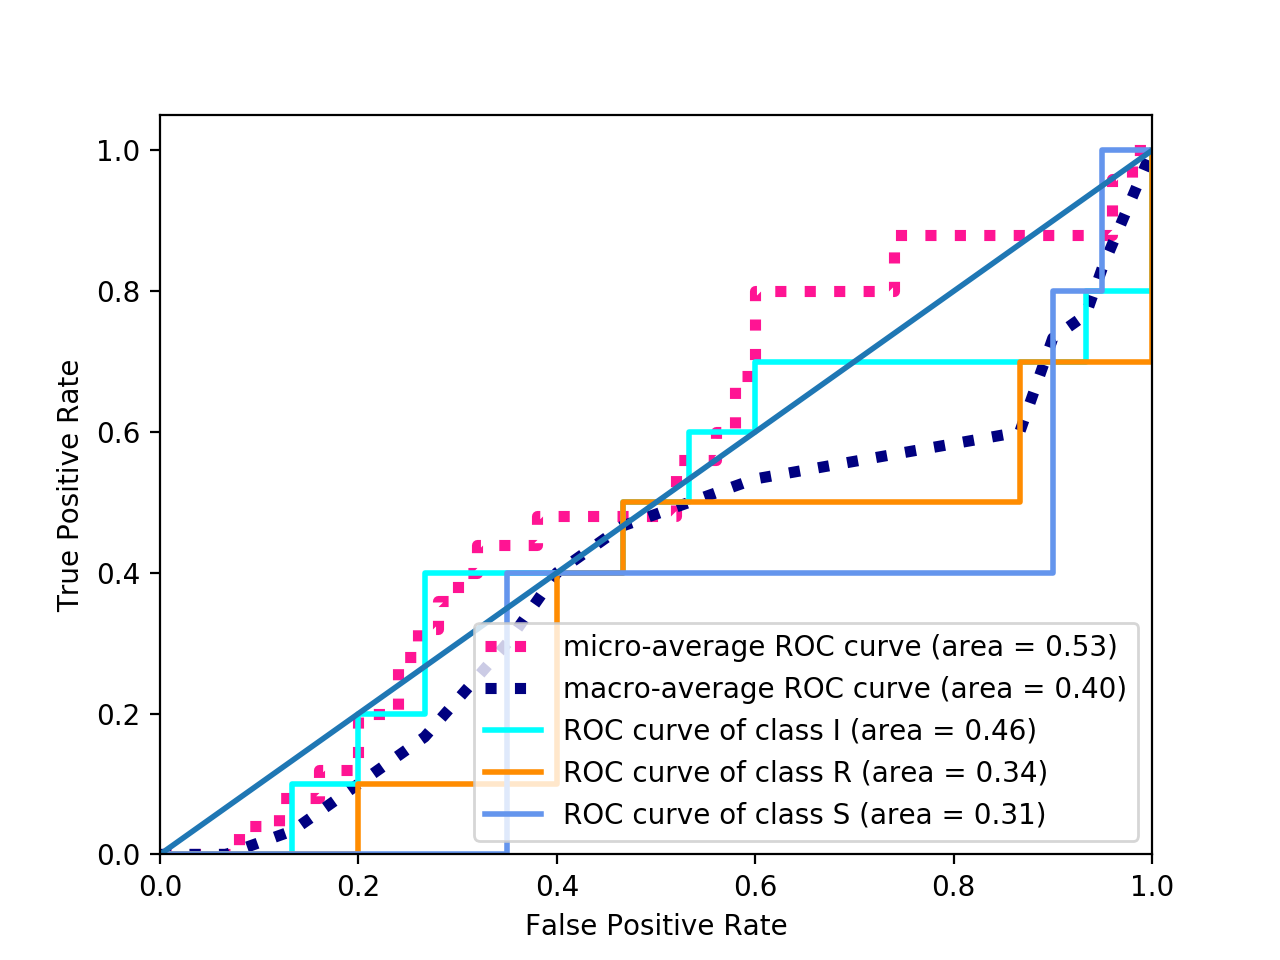 1.0
0.8
0.6
0.4
0.2
0.0
True Positive Rate
micro-average ROC curve (area = 0.53)
macro-average ROC curve (area = 0.40)
ROC curve of class I (area = 0.46)
ROC curve of class R (area = 0.34)
ROC curve of class S (area = 0.31)
0.0 0.2 0.4 0.6 0.8 1.0
False Positive Rate